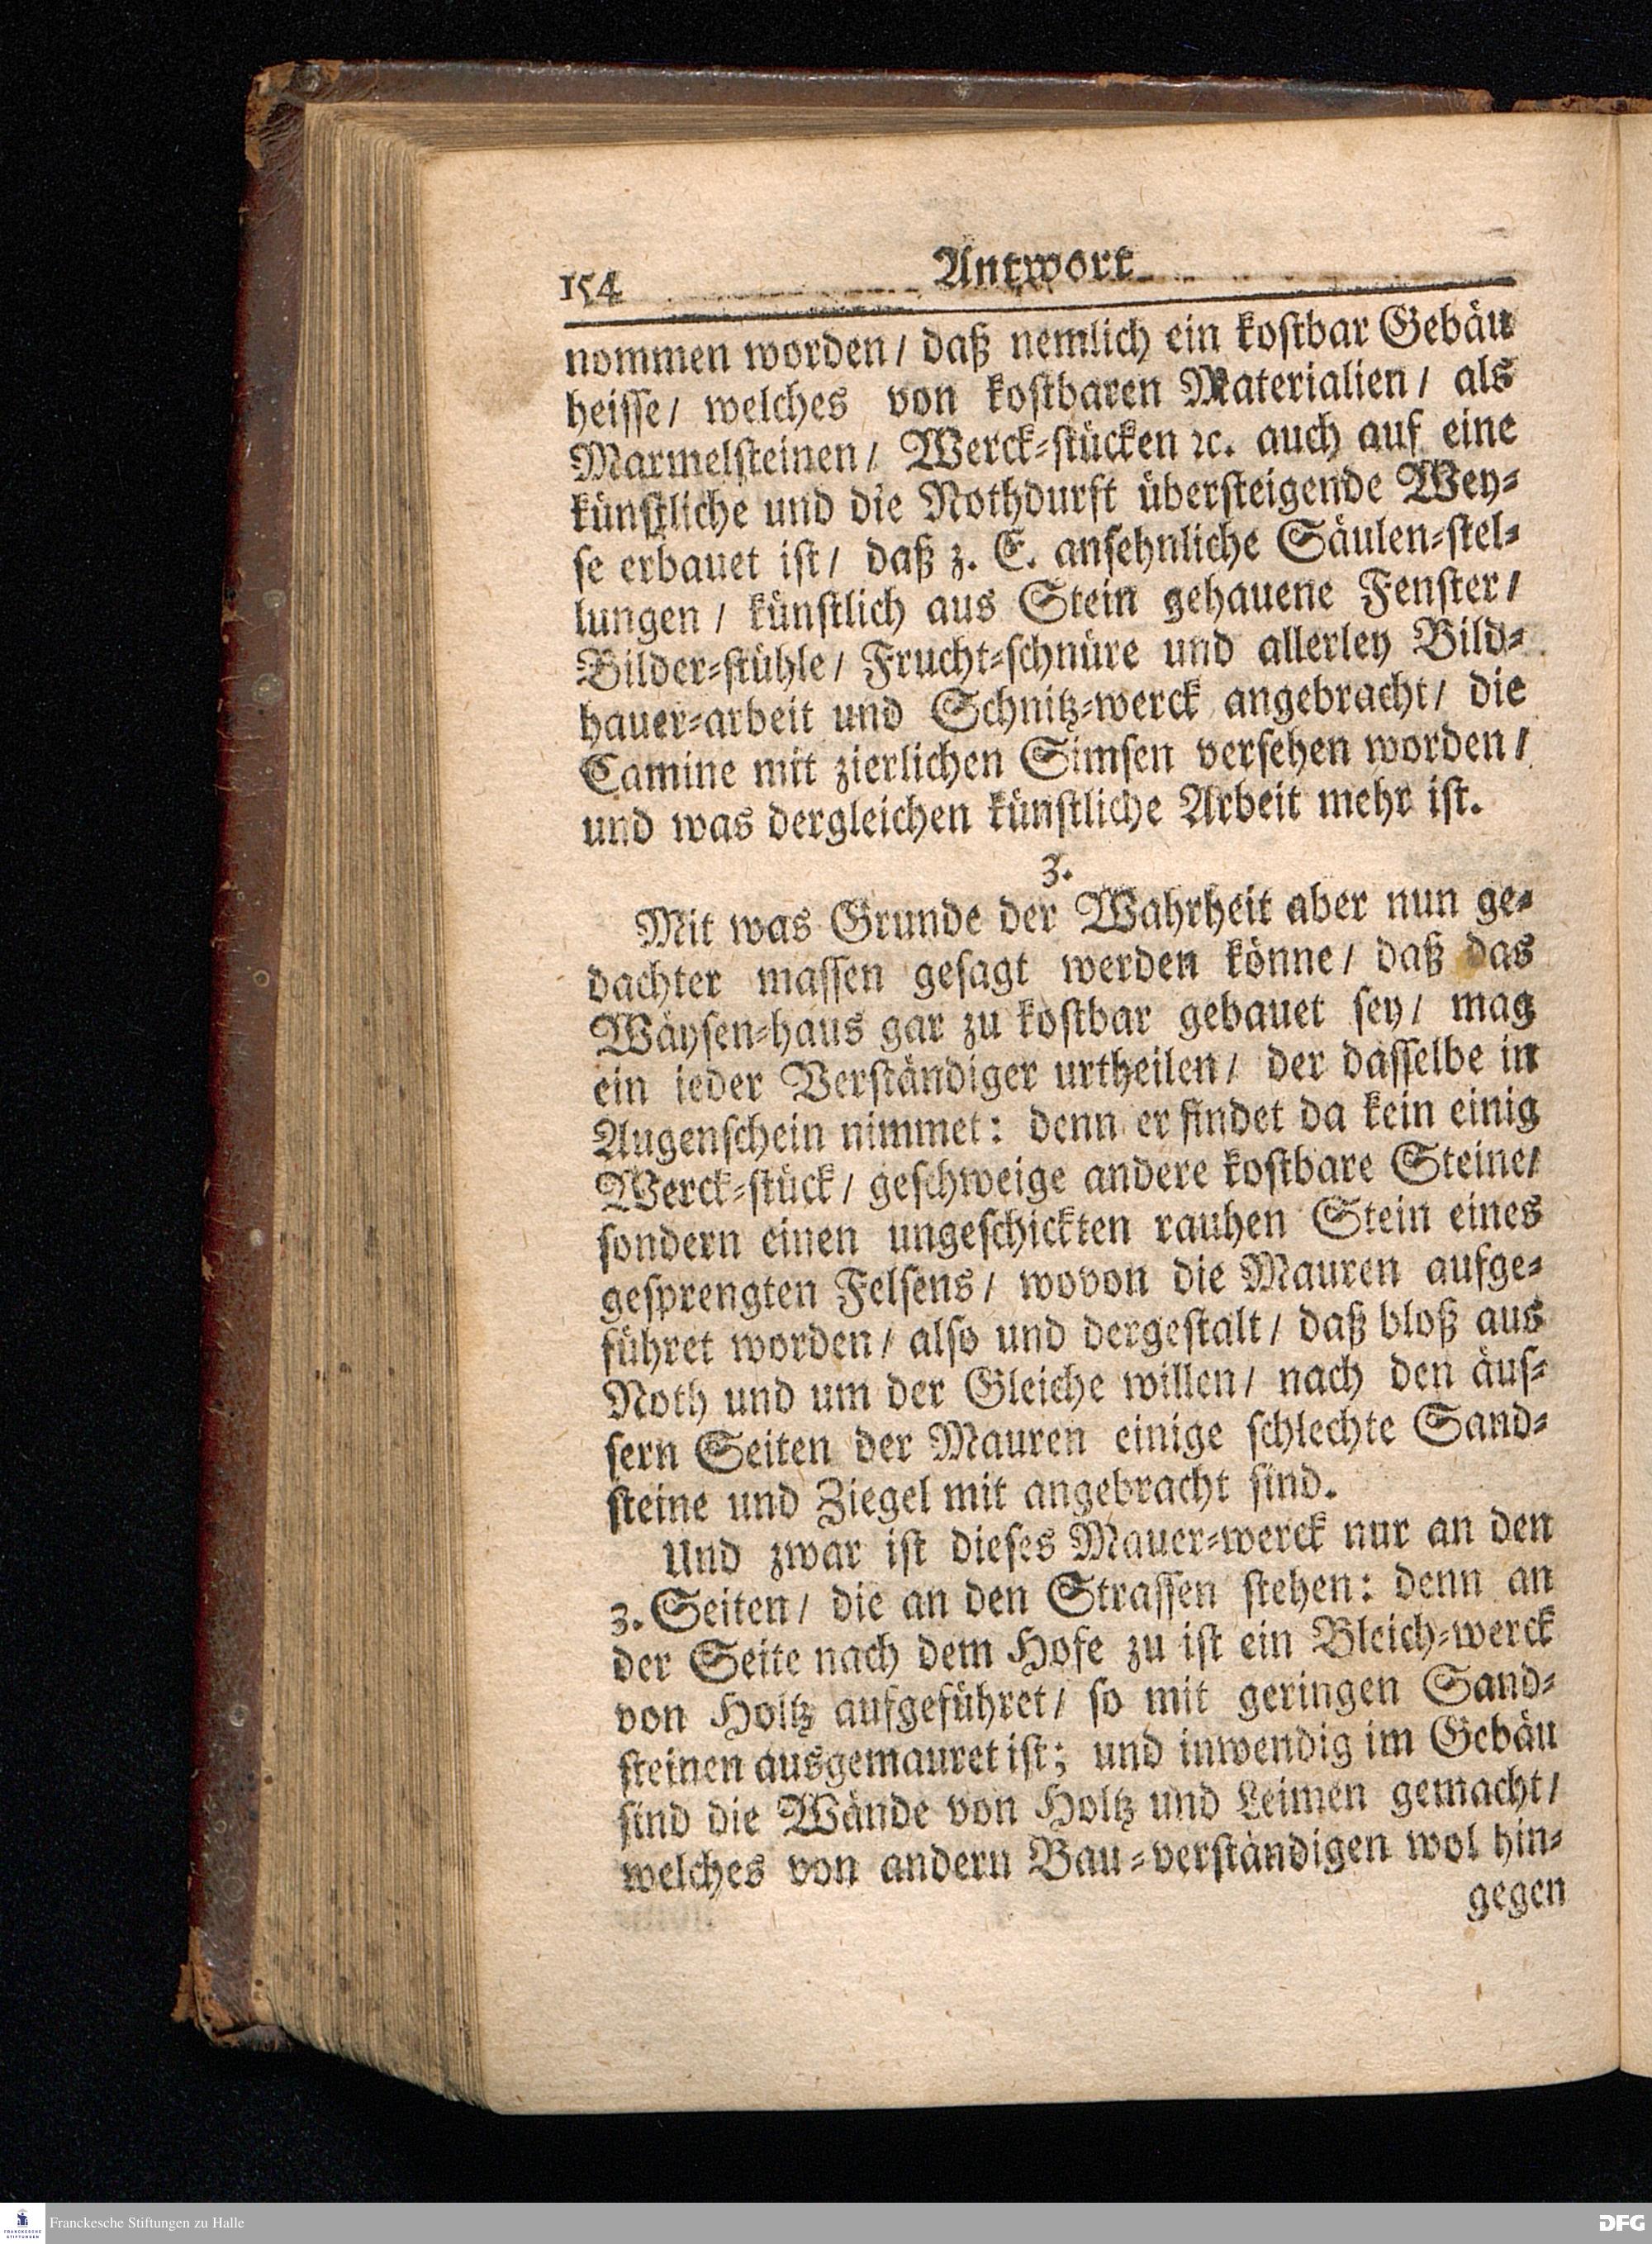 154
Antwort
nommen worden / daß nemlich ein kostbar Gebäu
heisse / welches von kostbaren Materialien / als
Marmelsteinen / Werck-stücken ꝛc. auch auf eine
künstliche und die Nothdurft übersteigende Wey-
se erbauet ist / daß z. E. ansehnliche Säulen-stel-
lungen / künstlich aus Stein gehauene Fenster /
Bilder-stühle / Frucht-schnüre und allerley Bild-
hauer-arbeit und Schnitz-werck angebracht / die
Camine mit zierlichen Simsen versehen worden /
und was dergleichen künstliche Arbeit mehr ist.
3.
Mit was Grunde der Wahrheit aber nun ge-
dachter massen gesagt werden könne / daß das
Wäysen-haus gar zu kostbar gebauet sey / mag
ein ieder Verständiger urtheilen / der dasselbe in
Augenschein nimmet: denn er findet da kein einig
Werck-stück / geschweige andere kostbare Steine /
sondern einen ungeschickten rauhen Stein eines
gesprengten Felsens / wovon die Mauren aufge-
führet worden / also und dergestalt / daß bloß aus
Noth und um der Gleiche willen / nach den äus-
sern Seiten der Mauren einige schlechte Sand-
steine und Ziegel mit angebracht sind.
Und zwar ist dieses Mauer-werck nur an den
3. Seiten / die an den Strassen stehen: denn an
der Seite nach dem Hofe zu ist ein Bleich-werck
von Holtz aufgeführet / so mit geringen Sand-
steinen ausgemauret ist; und inwendig im Gebäu
sind die Wände von Holtz und Leimen gemacht /
welches von andern Bau-verständigen wol hin-
gegen
FRANCKESCHE
STIFTUNGEN
Franckesche Stiftungen zu Halle
DFG